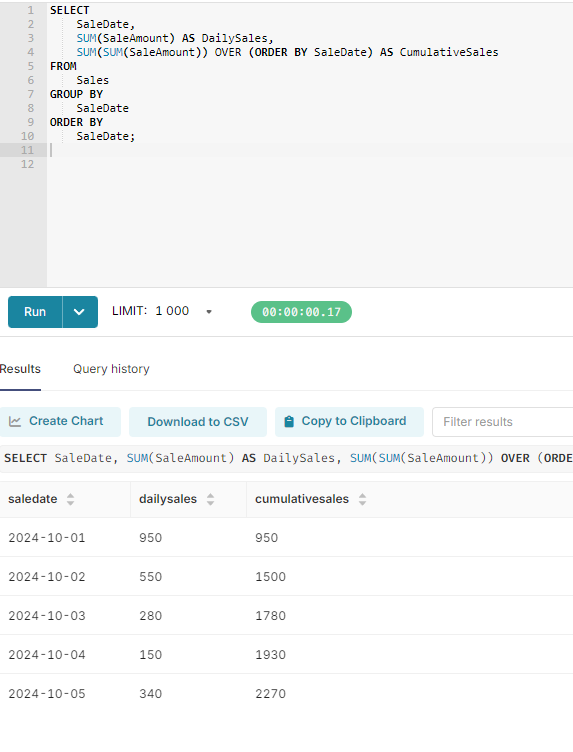 1 SELECT
2 SaleDate,
3 SUM(SaleAmount) AS DailySales,
4 SUM(SUM(SaleAmount)) OVER (ORDER BY SaleDate) AS CumulativeSales
5 FROM
6 Sales
7 GROUP BY
8 SaleDate
9 ORDER BY
10 SaleDate;
11
12
Run LIMIT: 1 000 00:00:00.17
Results Query history
Create Chart Download to CSV Copy to Clipboard Filter results
SELECT SaleDate, SUM(SaleAmount) AS DailySales, SUM(SUM(SaleAmount)) OVER (ORDE
saledate dailysales cumulativesales
2024-10-01 950 950
2024-10-02 550 1500
2024-10-03 280 1780
2024-10-04 150 1930
2024-10-05 340 2270